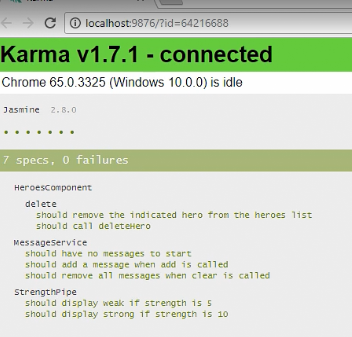 Karma
localhost:9876/?id=64216688
Karma v1.7.1 - connected
Chrome 65.0.3325 (Windows 10.0.0) is idle
Jasmine 2.8.0
• • • • • • •
7 specs, 0 failures
HeroesComponent
delete
should remove the indicated hero from the heroes list
should call deleteHero
MessageService
should have no messages to start
should add a message when add is called
should remove all messages when clear is called
StrengthPipe
should display weak if strength is 5
should display strong if strength is 10